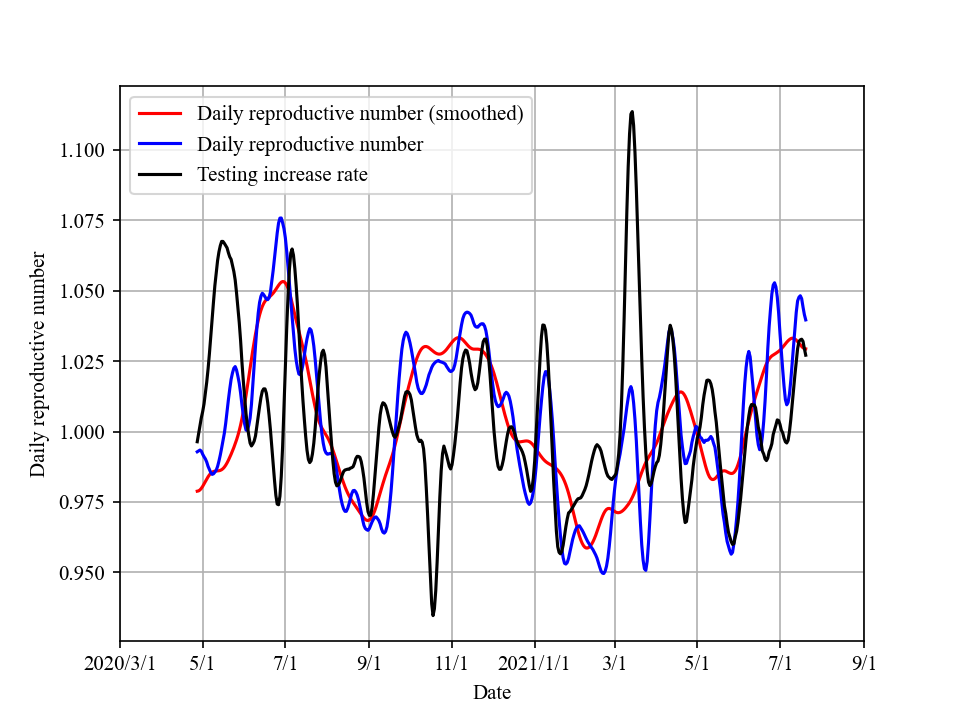 Daily reproductive number (smoothed)
Daily reproductive number
Testing increase rate
1.100
1.075
1.050
1.025
1.000
0.975
0.950
Daily reproductive number
2020/3/1 5/1 7/1 9/1 11/1 2021/1/1 3/1 5/1 7/1 9/1
Date